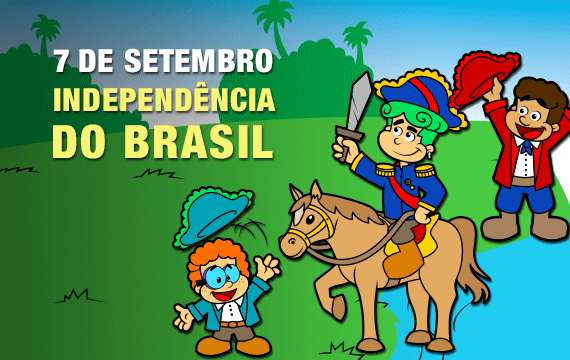 7 DE SETEMBRO
INDEPENDÊNCIA
DO BRASIL